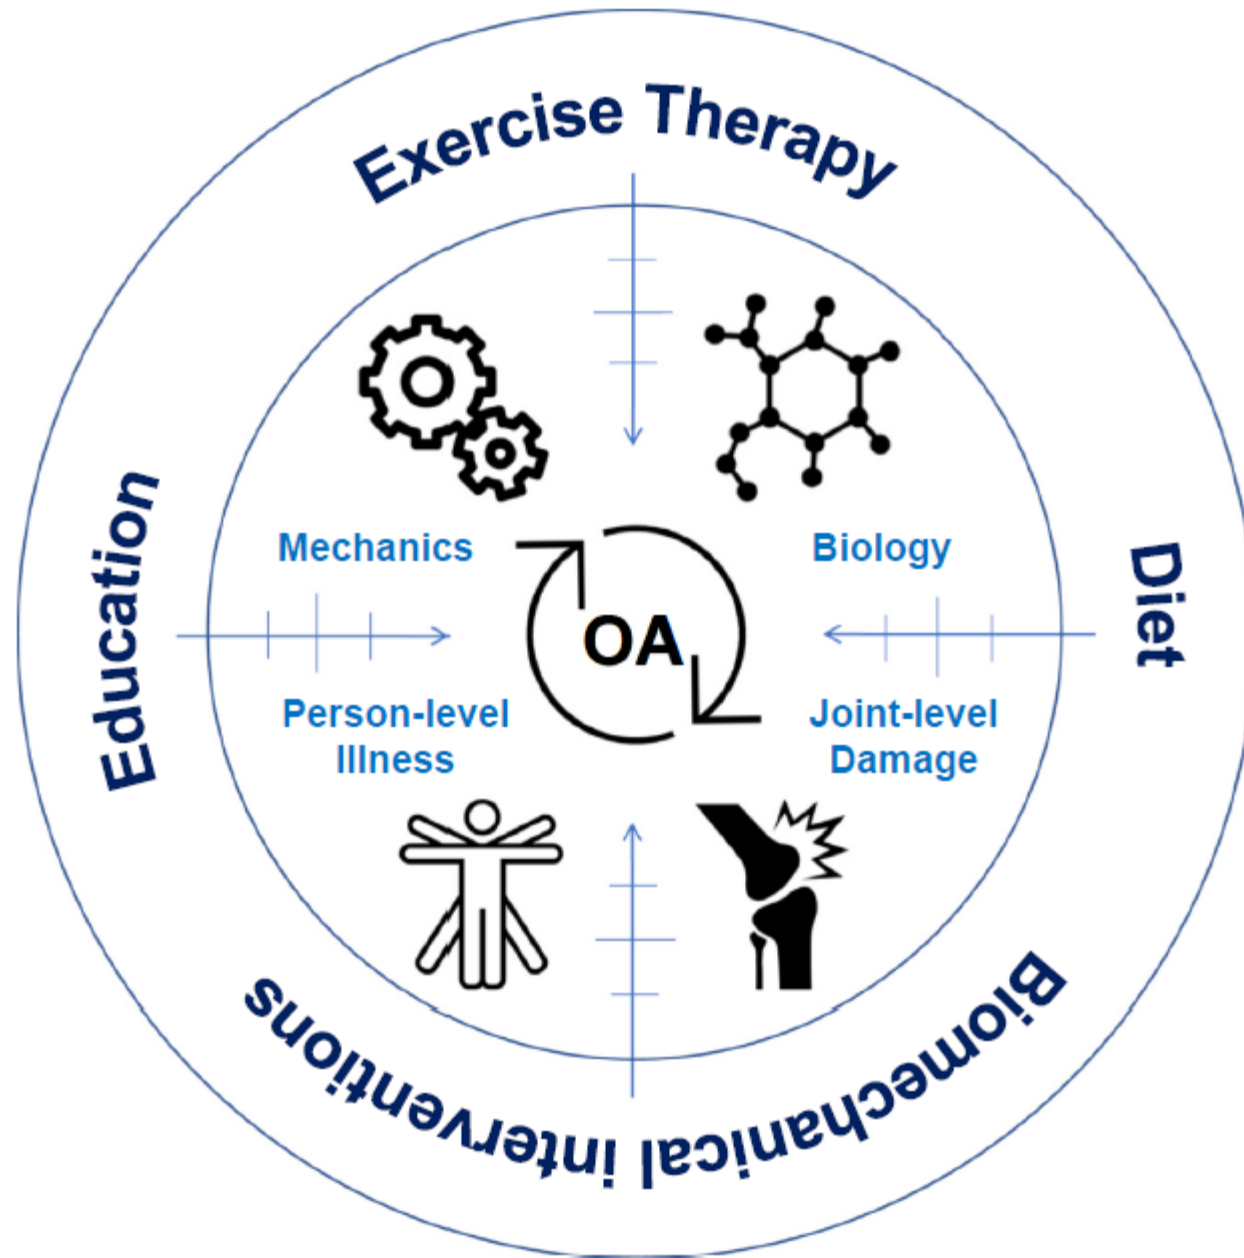 Exercise Therapy
Education
Mechanics
Biology
Diet
OA
Person-level
Illness
Joint-level
Damage
Biomechanical interventions